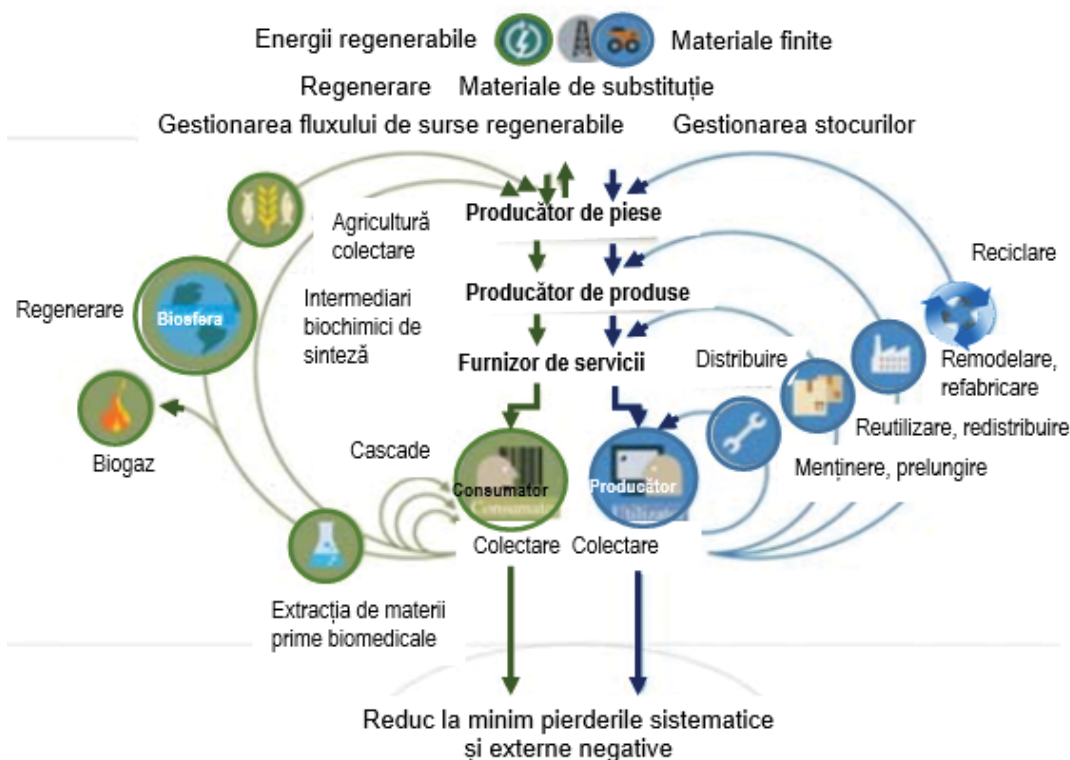 Energii regenerabile Materiale finite
Regenerare Materiale de substituție
Gestionarea fluxului de surse regenerabile Gestionarea stocurilor
Producător de piese
Agricultură
colectare
Reciclare
Regenerare
Biosfera
Intermediari
biochimici de
sinteză
Producător de produse
Furnizor de servicii
Distribuire
Remodelare,
refabricare
Reutilizare, redistribuire
Biogaz
Cascade
Menținere, prelungire
Consumator
Producător
Colectare Colectare
Extracția de materii
prime biomedicale
Reduc la minim pierderile sistematice
și externe negative